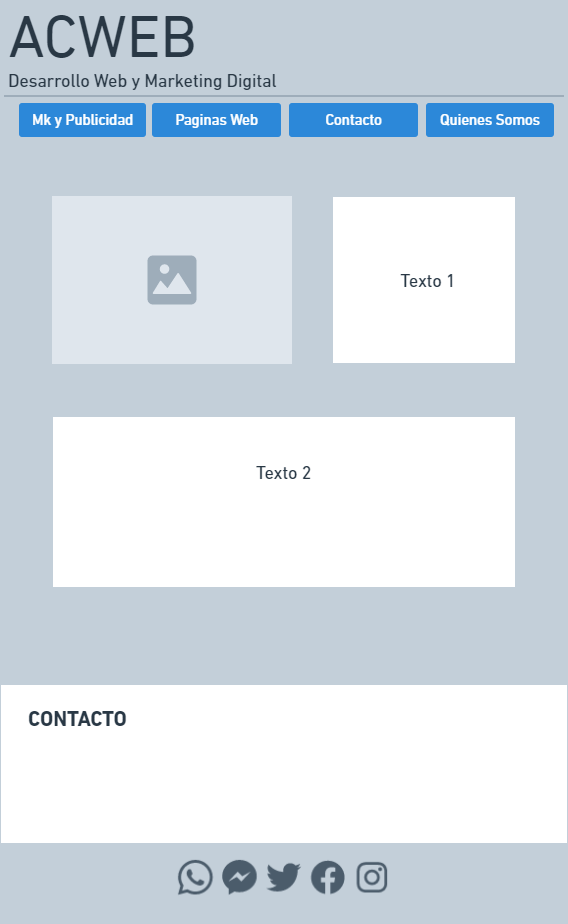 ACWEB
Desarrollo Web y Marketing Digital
Mk y Publicidad
Paginas Web
Contacto
Quienes Somos
Texto 1
Texto 2
CONTACTO